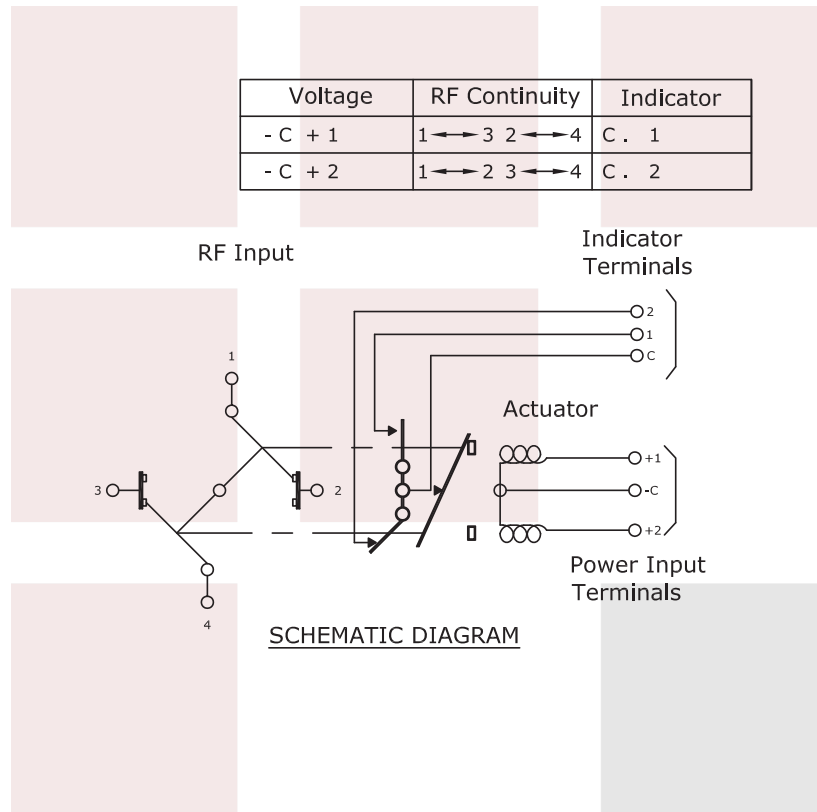 Voltage RF Continuity Indicator
- C + 1 1 3 2 4 C . 1
- C + 2 1 2 3 4 C . 2
RF Input
Indicator
Terminals
2
1
C
1
Actuator
+1
3 2 -C
+2
Power Input
Terminals
4
SCHEMATIC DIAGRAM